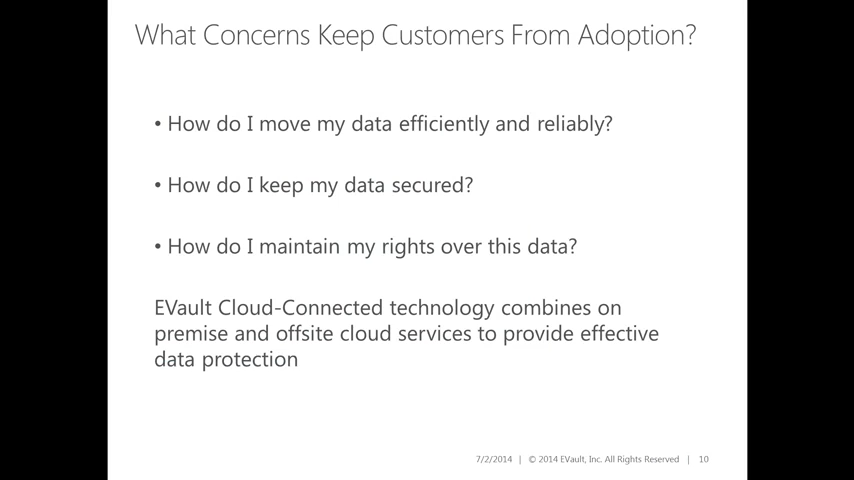 What Concerns Keep Customers From Adoption?
• How do I move my data efficiently and reliably?
• How do I keep my data secured?
• How do I maintain my rights over this data?
EVault Cloud-Connected technology combines on
premise and offsite cloud services to provide effective
data protection
7/2/2014 | © 2014 EVault, Inc. All Rights Reserved | 10